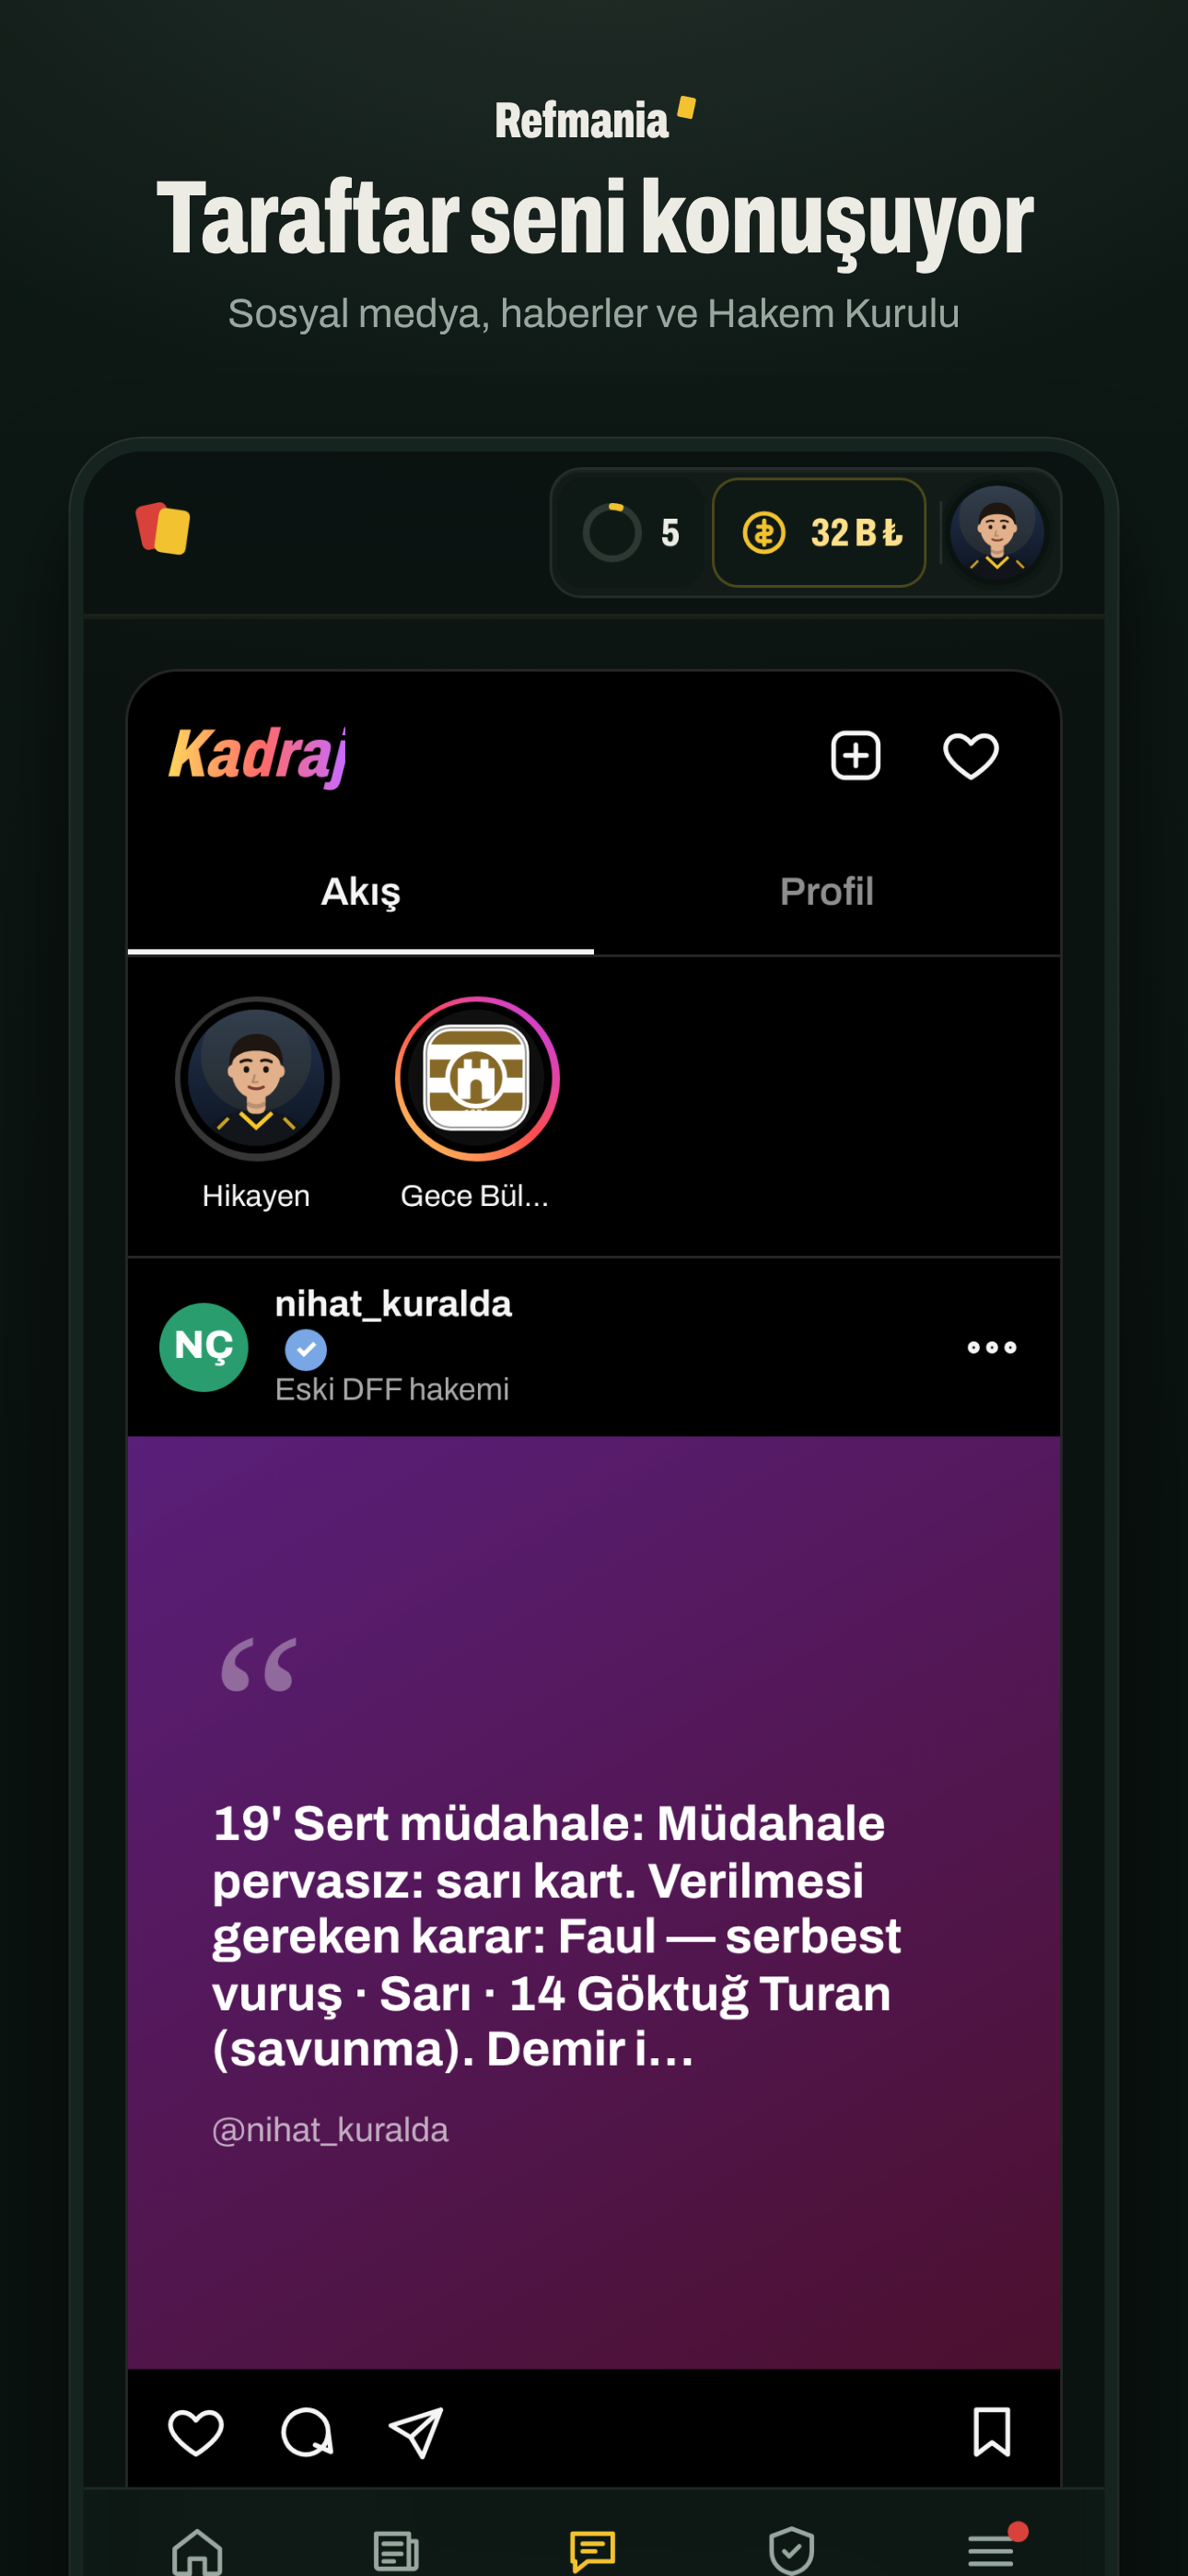 Refmania
Taraftar seni konuşuyor
Sosyal medya, haberler ve Hakem Kurulu
5
32 B ₺
Kadraj
Akış
Profil
Hikayen
Gece Bül...
nihat_kuralda
NÇ
Eski DFF hakemi
“
19' Sert müdahale: Müdahale
pervasız: sarı kart. Verilmesi
gereken karar: Faul — serbest
vuruş · Sarı · 14 Göktuğ Turan
(savunma). Demir i...
@nihat_kuralda